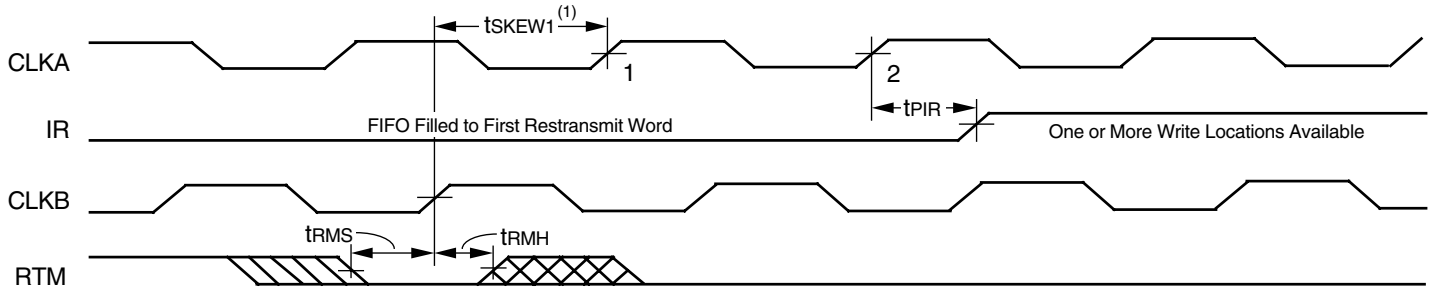 tSKEW1 (1)
CLKA
1
2
tPIR
IR
FIFO Filled to First Restransmit Word
One or More Write Locations Available
CLKB
tRMS
tRMH
RTM